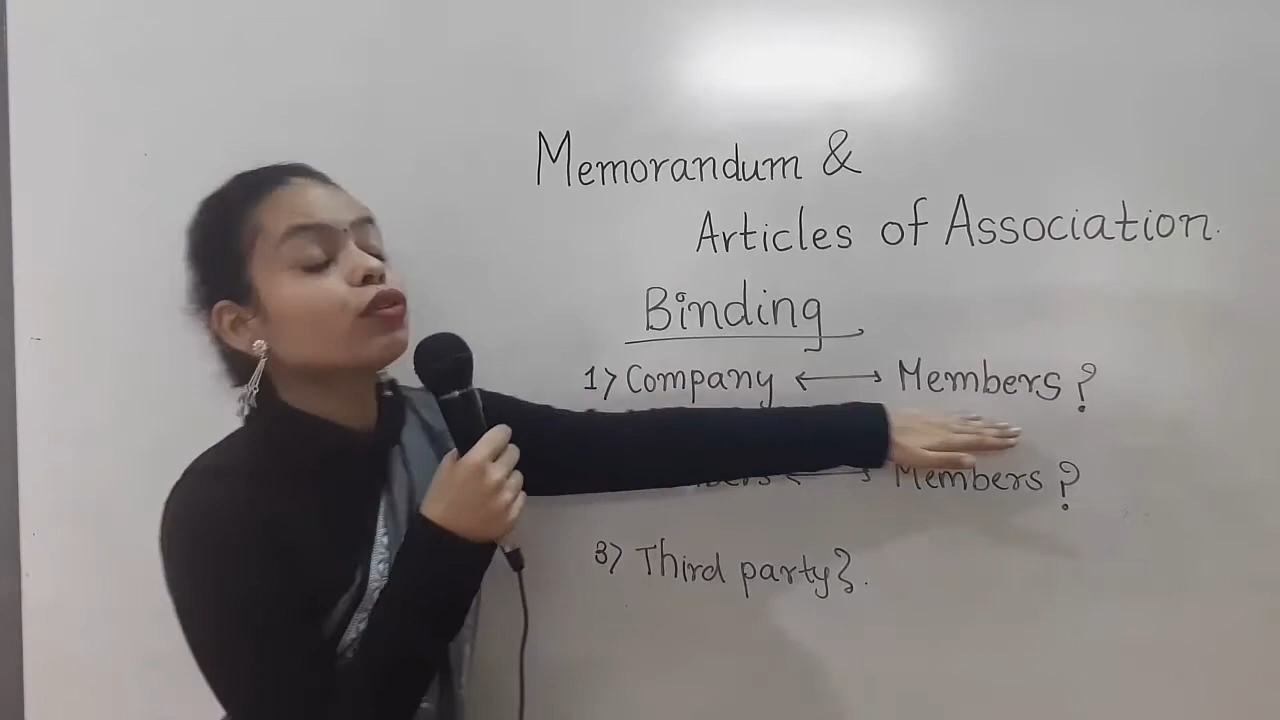 Memorandum &
Articles of Association.
Binding
1) Company ⟷ Members?
⟷ Members?
3) Third party}.